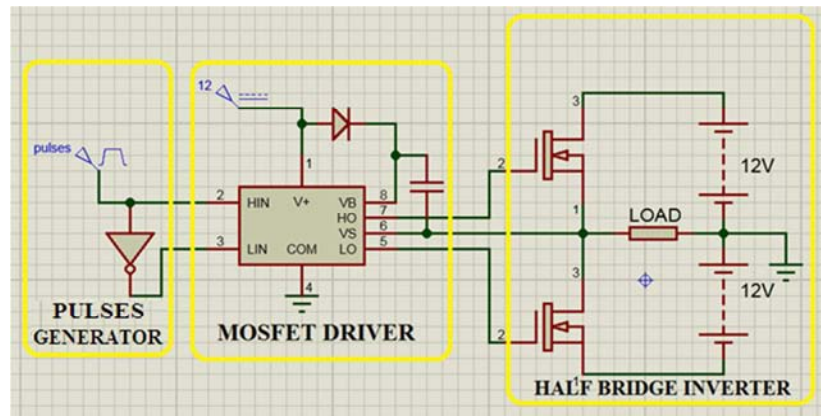 12
pulses
2
3
HIN
LIN
1
V+
COM
4
VB
HO
VS
LO
8
7
6
5
PULSES
GENERATOR
MOSFET DRIVER
3
2
1
LOAD
12V
3
2
1
12V
HALF BRIDGE INVERTER